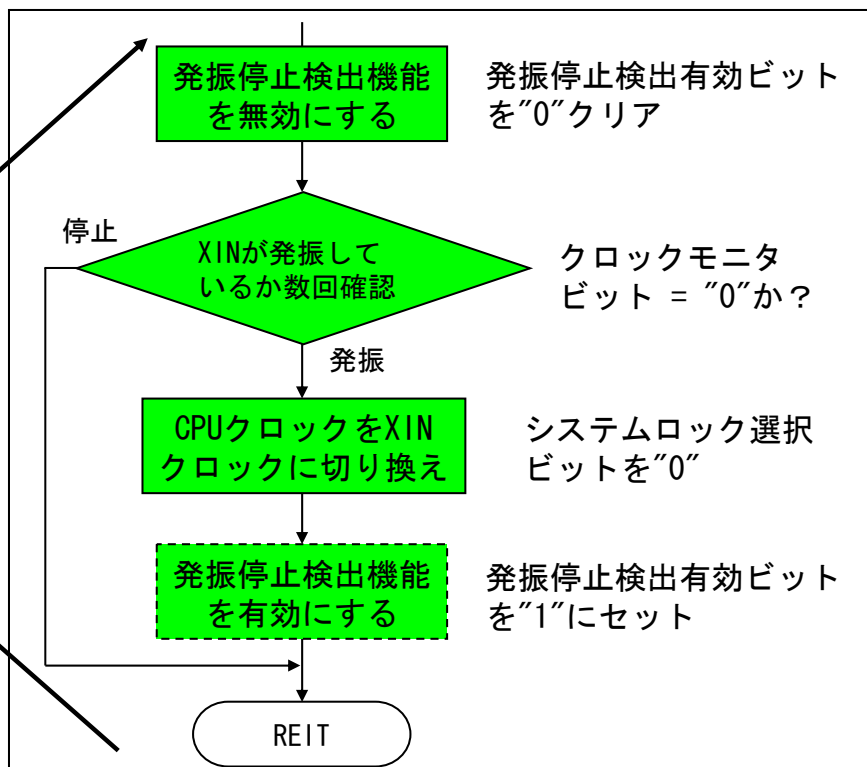 発振停止検出機能
を無効にする
発振停止検出有効ビット
を"0"クリア
停止
XINが発振して
いるか数回確認
クロックモニタ
ビット = "0"か?
発振
CPUクロックをXIN
クロックに切り換え
システムロック選択
ビットを"0"
発振停止検出機能
を有効にする
発振停止検出有効ビット
を"1"にセット
REIT